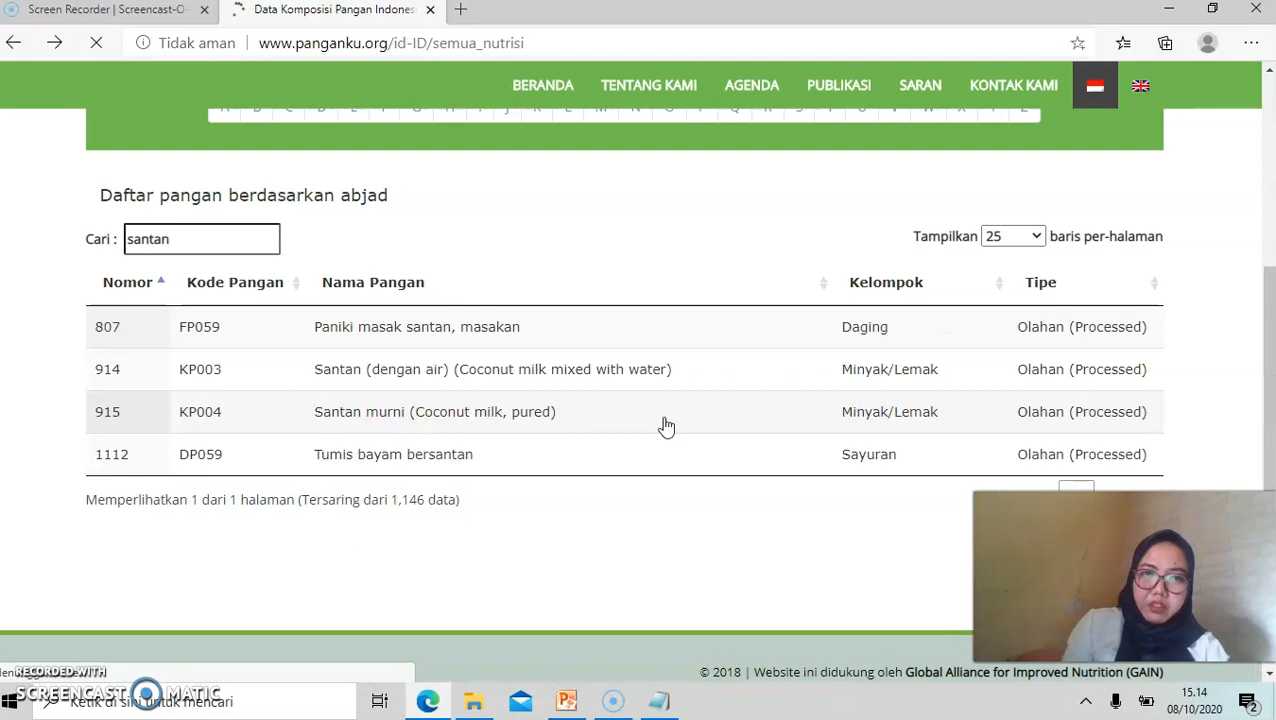 Screen Recorder | Screencast-O- Data Komposisi Pangan Indones
Tidak aman www.panganku.org/id-ID/semua_nutrisi
BERANDA TENTANG KAMI AGENDA PUBLIKASI SARAN KONTAK KAMI
Daftar pangan berdasarkan abjad
Cari : santan Tampilkan 25 baris per-halaman
Nomor Kode Pangan Nama Pangan Kelompok Tipe
807 FP059 Paniki masak santan, masakan Daging Olahan (Processed)
914 KP003 Santan (dengan air) (Coconut milk mixed with water) Minyak/Lemak Olahan (Processed)
915 KP004 Santan murni (Coconut milk, pured) Minyak/Lemak Olahan (Processed)
1112 DP059 Tumis bayam bersantan Sayuran Olahan (Processed)
Memperlihatkan 1 dari 1 halaman (Tersaring dari 1,146 data)
© 2018 | Website ini didukung oleh Global Alliance for Improved Nutrition (GAIN)
RECORDED WITH
SCREENCAST MATIC
Ketik di sini untuk mencari
15.14
08/10/2020
2